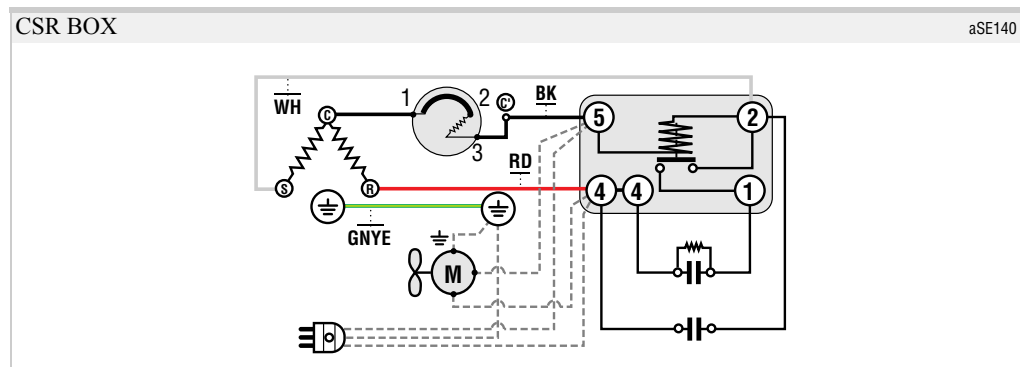 CSR BOX aSE140
WH
1 2 C' BK
C 3 5 2
RD
S R 4 4 1
GNYE
M